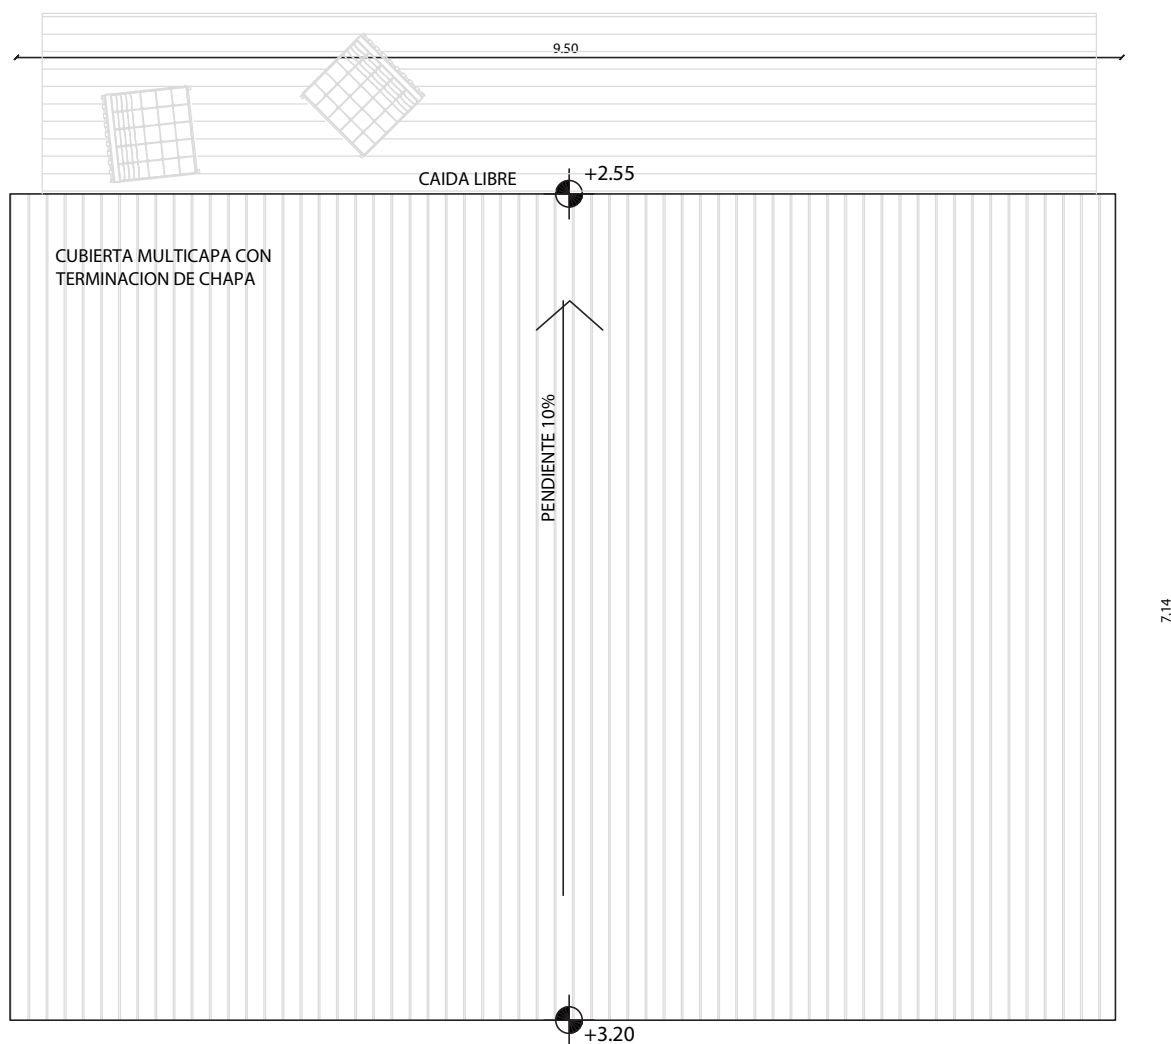 9.50
CAIDA LIBRE
+2.55
CUBIERTA MULTICAPA CON
TERMINACION DE CHAPA
PENDIENTE 10%
7.14
+3.20